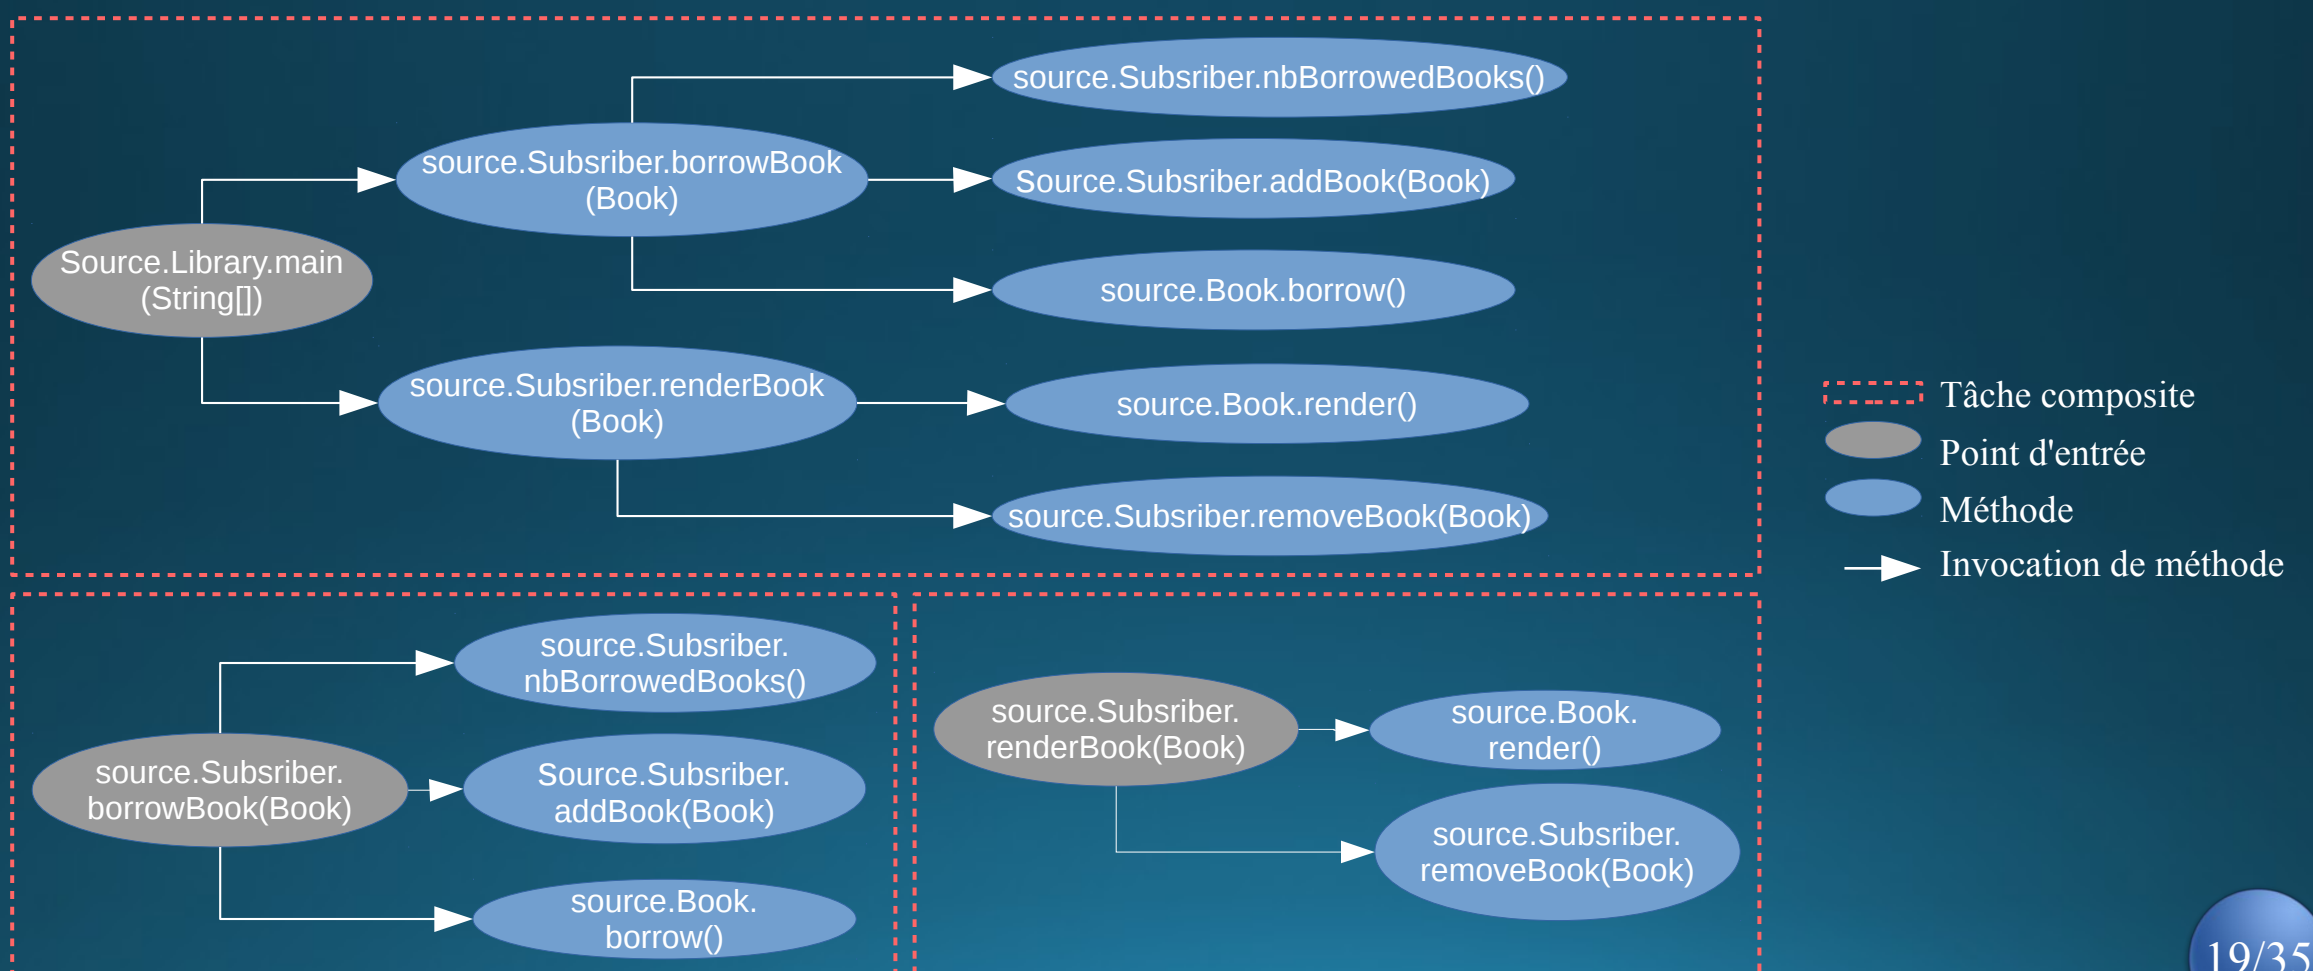 source.Subsriber.nbBorrowedBooks()
source.Subsriber.borrowBook
(Book)
source.Subsriber.addBook(Book)
Source.Library.main
(String[])
source.Book.borrow()
source.Subsriber.renderBook
(Book)
source.Book.render()
source.Subsriber.removeBook(Book)
Tâche composite
Point d'entrée
Méthode
Invocation de méthode
source.Subsriber.
nbBorrowedBooks()
source.Subsriber.
borrowBook(Book)
source.Subsriber.
addBook(Book)
source.Book.
borrow()
source.Subsriber.
renderBook(Book)
source.Book.
render()
source.Subsriber.
removeBook(Book)
19/35